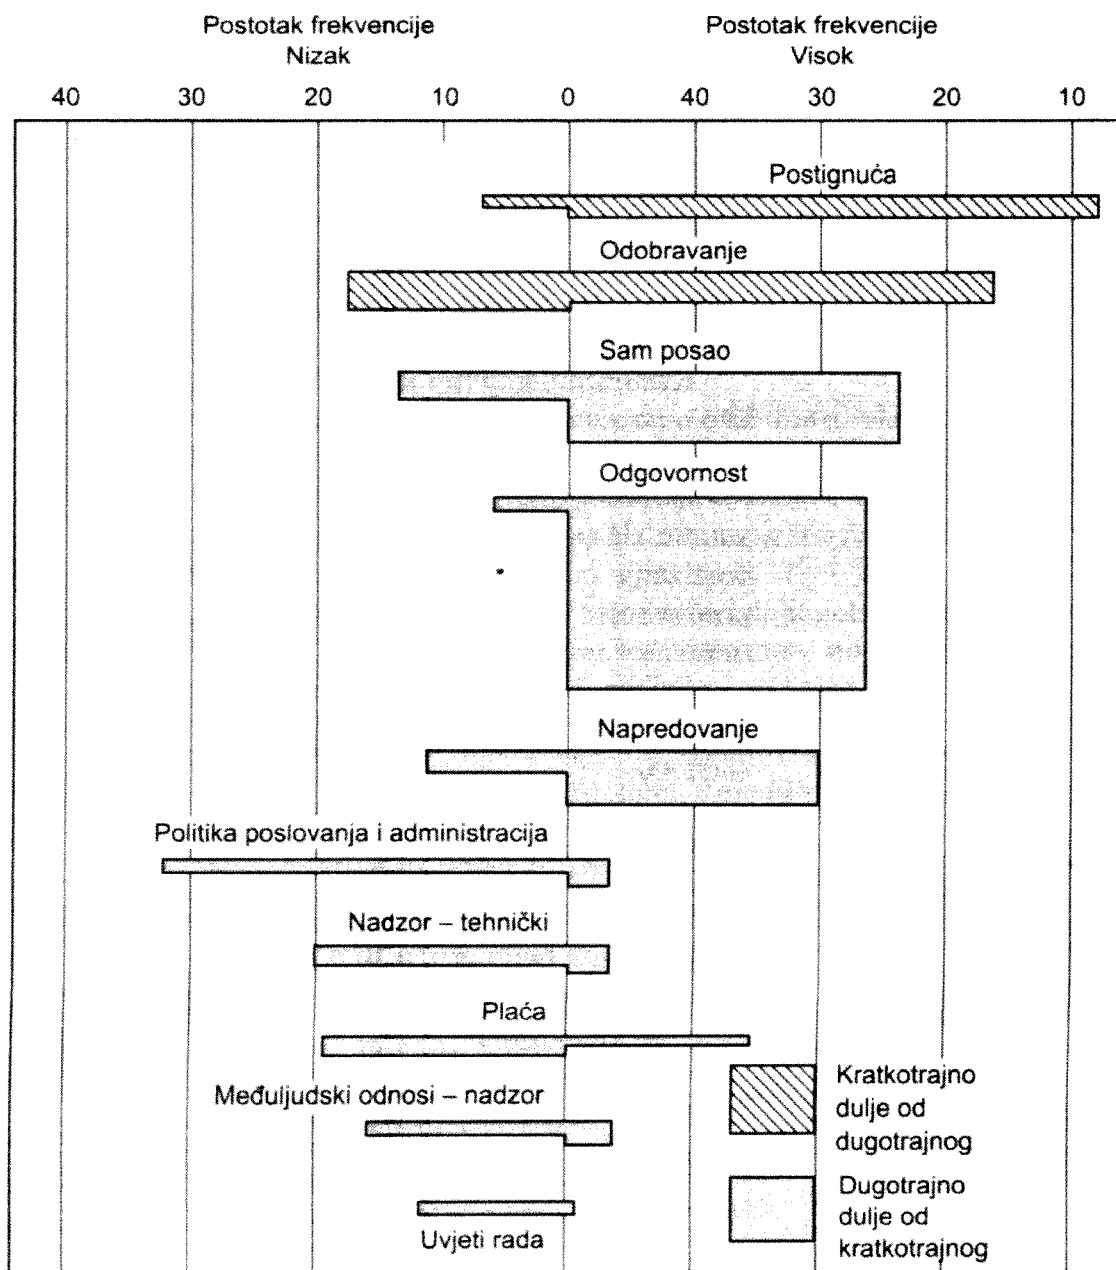 Postotak frekvencije
Nizak
Postotak frekvencije
Visok
40 30 20 10 0 40 30 20 10
Postignuća
Odobravanje
Sam posao
Odgovornost
Napredovanje
Politika poslovanja i administracija
Nadzor – tehnički
Plaća
Međuljudski odnosi – nadzor
Uvjeti rada
Kratkotrajno
dulje od
dugotrajnog
Dugotrajno
dulje od
kratkotrajnog